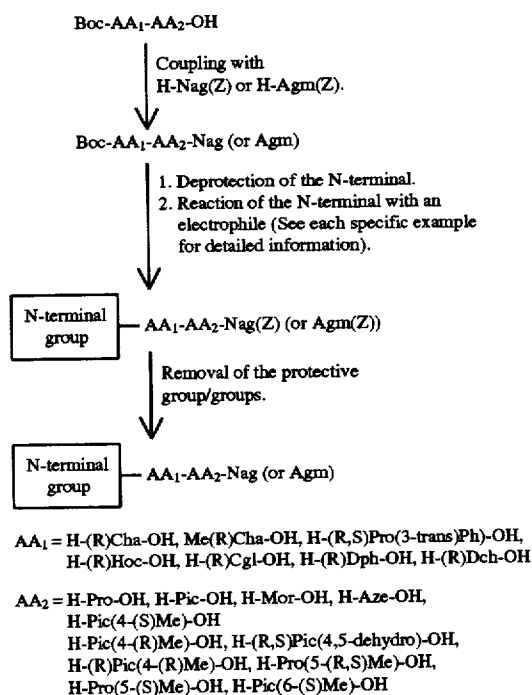 Boc-AA₁-AA₂-OH
Coupling with
H-Nag(Z) or H-Agm(Z).
Boc-AA₁-AA₂-Nag (or Agm)
1. Deprotection of the N-terminal.
2. Reaction of the N-terminal with an
electrophile (See each specific example
for detailed information).
N-terminal
group
AA₁-AA₂-Nag(Z) (or Agm(Z))
Removal of the protective
group/groups.
N-terminal
group
AA₁-AA₂-Nag (or Agm)
AA₁ = H-(R)Cha-OH, Me(R)Cha-OH, H-(R,S)Pro(3-trans)Ph)-OH,
H-(R)Hoc-OH, H-(R)Cgl-OH, H-(R)Dph-OH, H-(R)Dch-OH
AA₂ = H-Pro-OH, H-Pic-OH, H-Mor-OH, H-Aze-OH,
H-Pic(4-(S)Me)-OH
H-Pic(4-(R)Me)-OH, H-(R,S)Pic(4,5-dehydro)-OH,
H-(R)Pic(4-(R)Me)-OH, H-Pro(5-(R,S)Me)-OH,
H-Pro(5-(S)Me)-OH, H-Pic(6-(S)Me)-OH